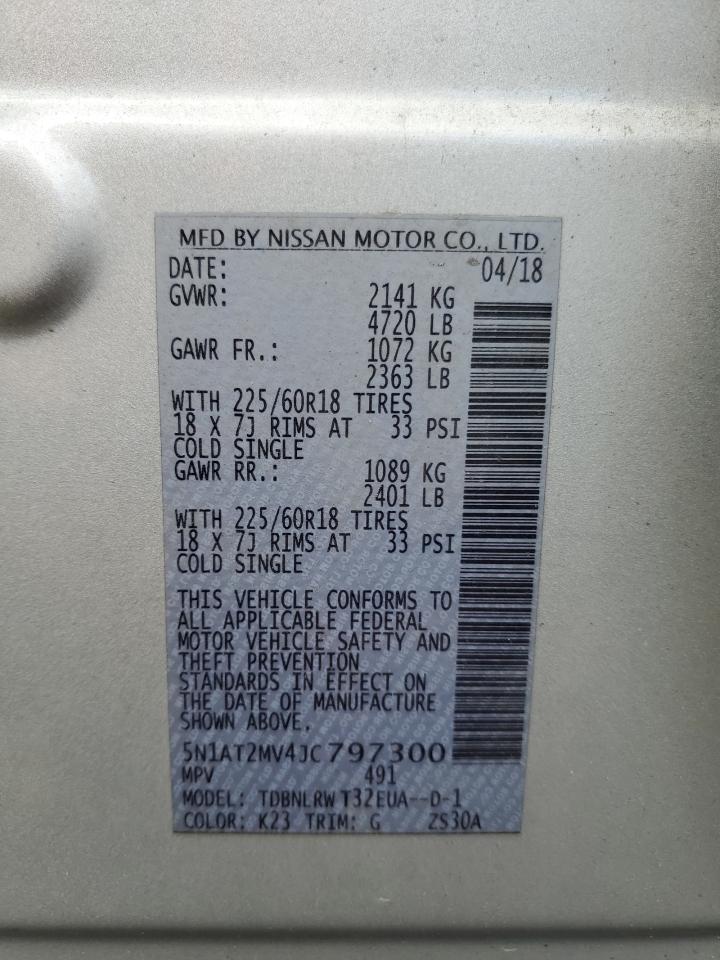 MFD BY NISSAN MOTOR CO., LTD.
DATE: 04/18
GVWR: 2141 KG
4720 LB
GAWR FR.: 1072 KG
2363 LB
WITH 225/60R18 TIRES
18 X 7J RIMS AT 33 PSI
COLD SINGLE
GAWR RR.: 1089 KG
2401 LB
WITH 225/60R18 TIRES
18 X 7J RIMS AT 33 PSI
COLD SINGLE
THIS VEHICLE CONFORMS TO
ALL APPLICABLE FEDERAL
MOTOR VEHICLE SAFETY AND
THEFT PREVENTION
STANDARDS IN EFFECT ON
THE DATE OF MANUFACTURE
SHOWN ABOVE.
5N1AT2MV4JC797300
MPV 491
MODEL: TDBNLRW T32EUA--D-1
COLOR: K23 TRIM: G ZS30A